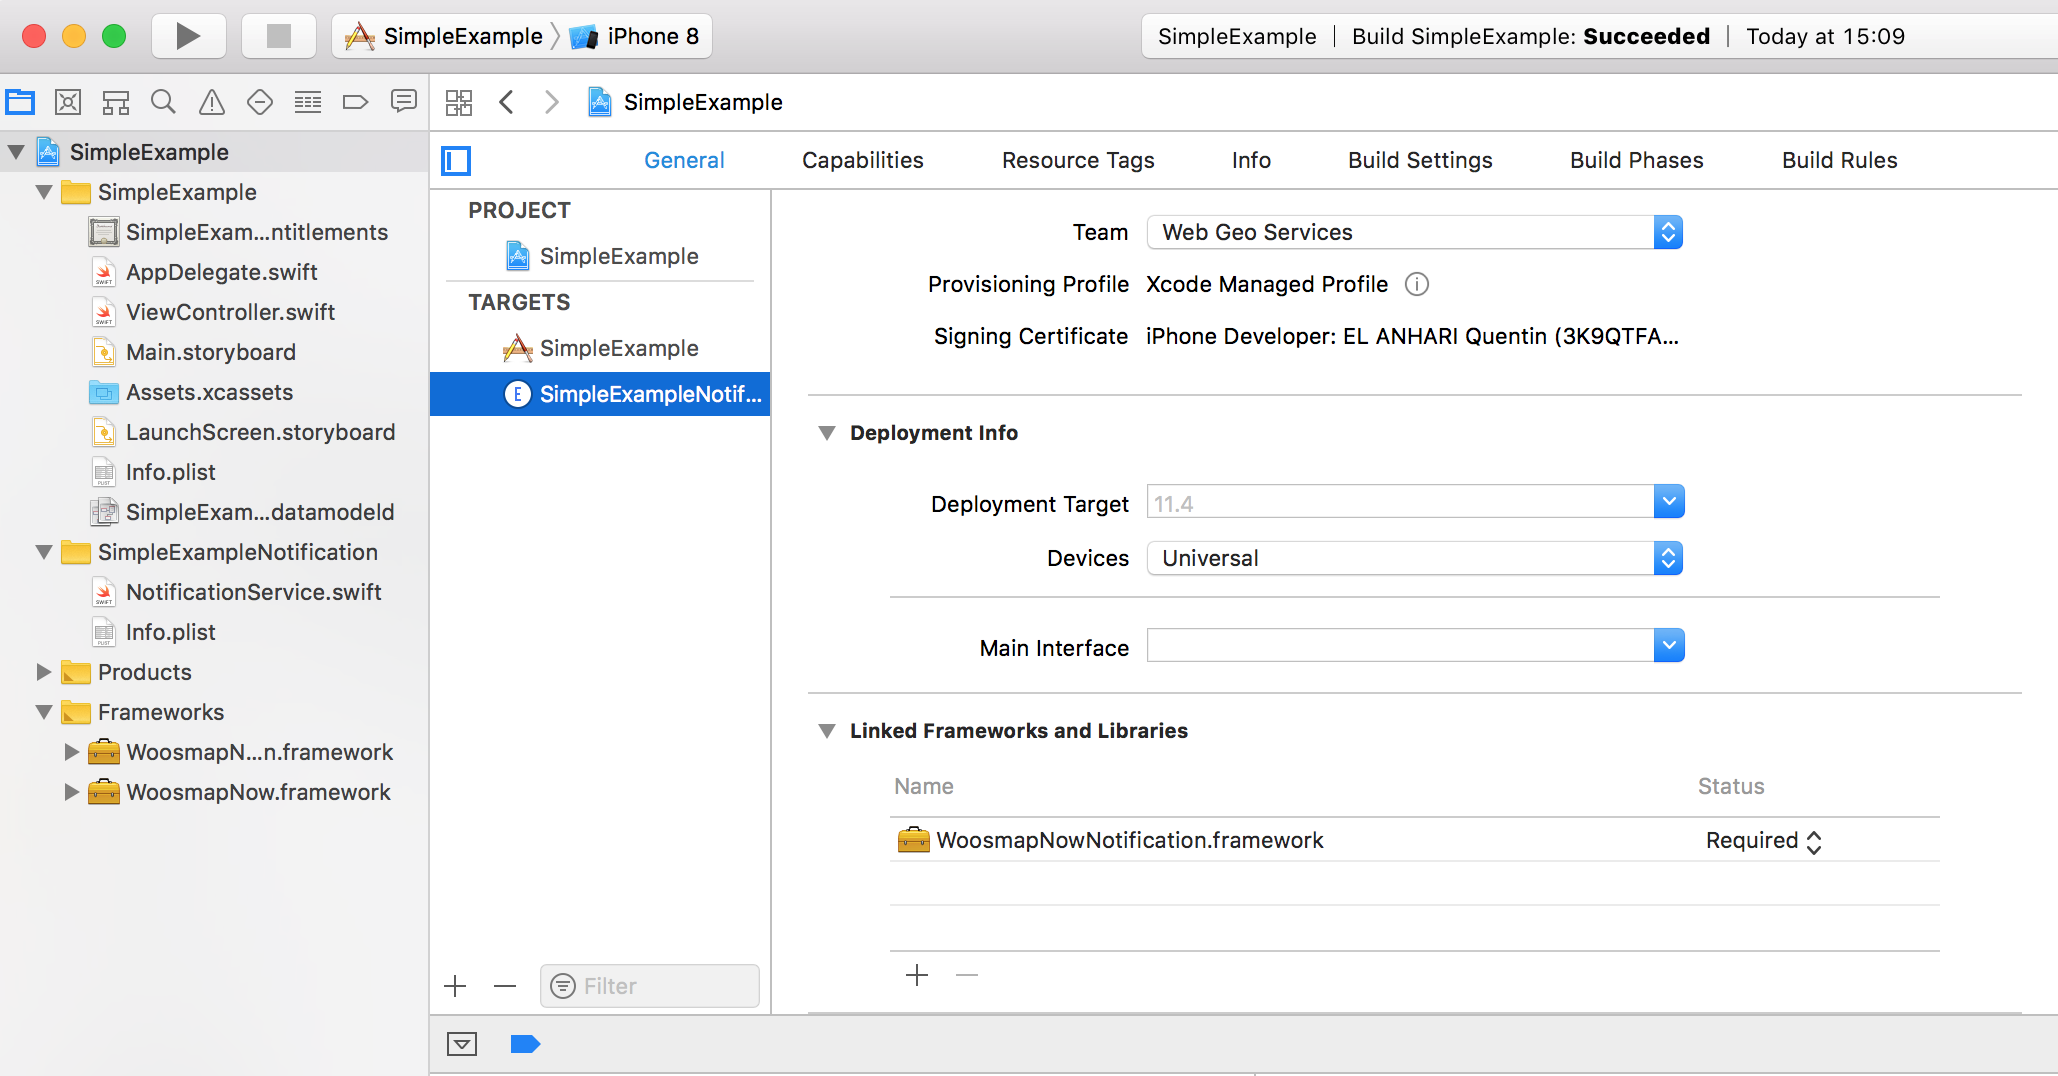 SimpleExample iPhone 8
SimpleExample Build SimpleExample: Succeeded Today at 15:09
SimpleExample
SimpleExample
SimpleExam...ntitlements
AppDelegate.swift
ViewController.swift
Main.storyboard
Assets.xcassets
LaunchScreen.storyboard
Info.plist
SimpleExam...datamodeld
SimpleExampleNotification
NotificationService.swift
Info.plist
Products
Frameworks
WoosmapN...n.framework
WoosmapNow.framework
SimpleExample
General Capabilities Resource Tags Info Build Settings Build Phases Build Rules
PROJECT
SimpleExample
TARGETS
SimpleExample
E SimpleExampleNotif...
Filter
Team Web Geo Services
Provisioning Profile Xcode Managed Profile
Signing Certificate iPhone Developer: EL ANHARI Quentin (3K9QTFA...
Deployment Info
Deployment Target 11.4
Devices Universal
Main Interface
Linked Frameworks and Libraries
Name Status
WoosmapNowNotification.framework Required